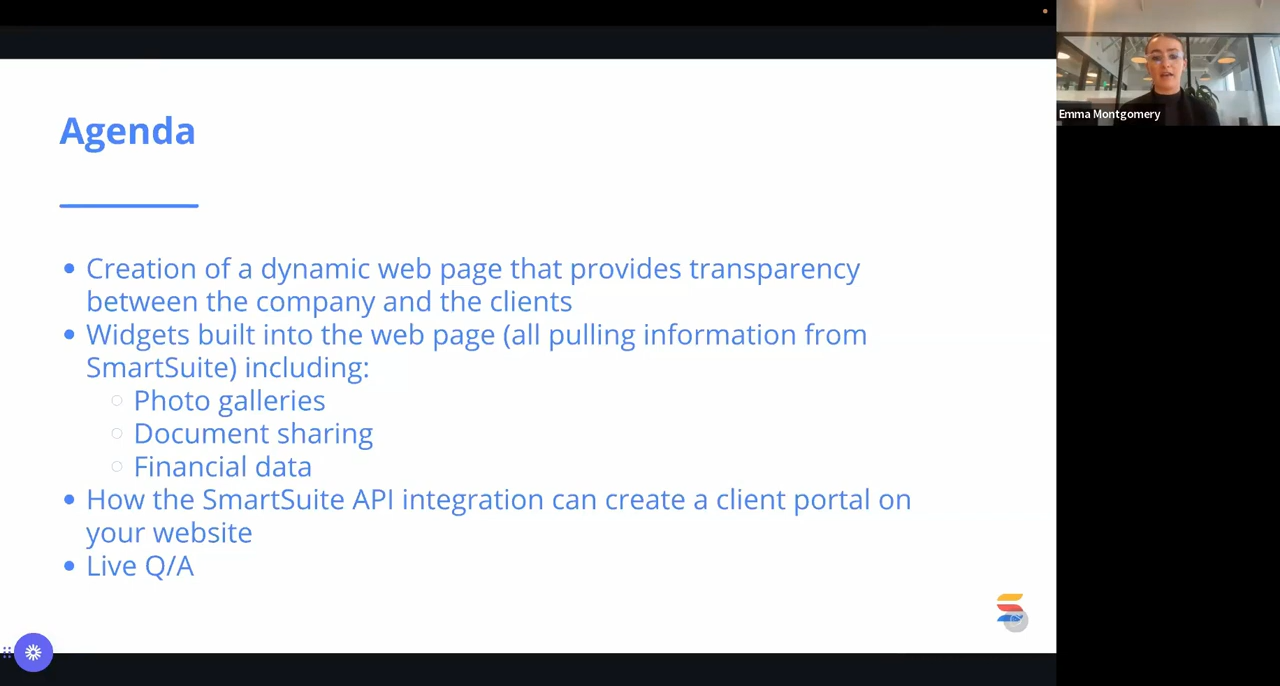 Agenda
Creation of a dynamic web page that provides transparency
between the company and the clients
Widgets built into the web page (all pulling information from
SmartSuite) including:
Photo galleries
Document sharing
Financial data
How the SmartSuite API integration can create a client portal on
your website
Live Q/A
Emma Montgomery